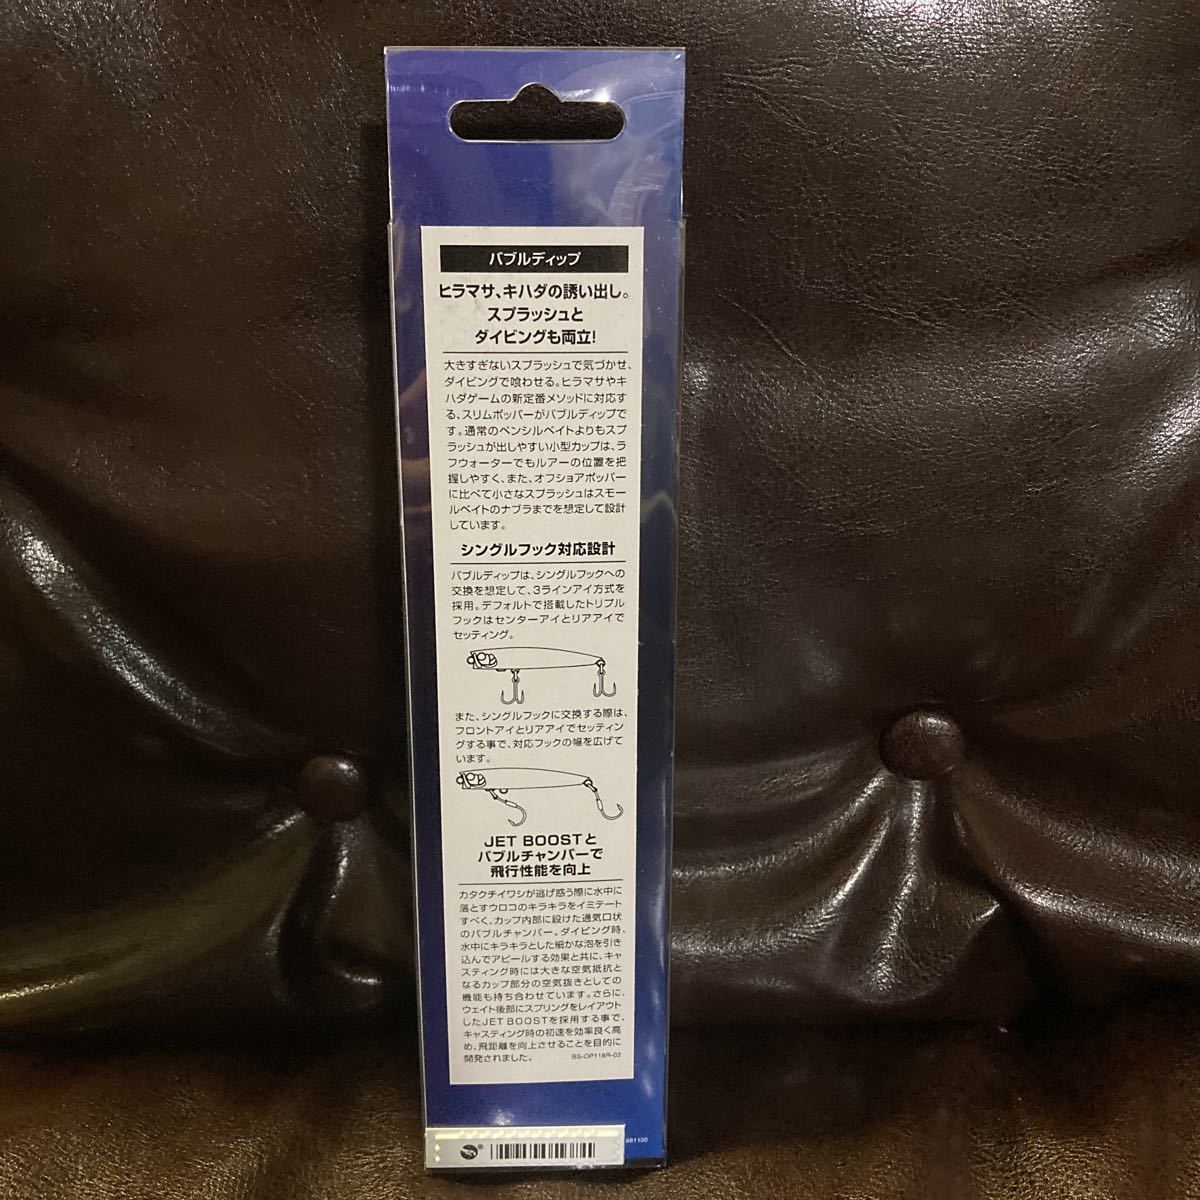 バブルディップ
ヒラマサ、キハダの誘い出し。
スプラッシュと
ダイビングも両立!
大きすぎないスプラッシュで気づかせ、
ダイビングで喰わせる。ヒラマサやキ
ハダゲームの新定番メソッドに対応す
る、スリムポッパーがバブルディップで
す。通常のペンシルベイトよりもスプ
ラッシュが出しやすい小型カップは、ラ
フウォーターでもルアーの位置を把
握しやすく、また、オフショアポッパー
に比べて小さなスプラッシュはスモー
ルベイトのナブラまでを想定して設計
しています。
シングルフック対応設計
バブルディップは、シングルフックへの
交換を想定して、3ラインアイ方式を
採用。デフォルトで搭載したトリプル
フックはセンターアイとリアアイで
セッティング。
また、シングルフックに交換する際は、
フロントアイとリアアイでセッティン
グする事で、対応フックの幅を広げて
います。
JET BOOSTと
バブルチャンバーで
飛行性能を向上
カタクチイワシが逃げ惑う際に水中に
落とすウロコのキラキラをイミテート
すべく、カップ内部に設けた通気口状
のバブルチャンバー。ダイビング時、
水中にキラキラとした細かな泡を引き
込んでアピールする効果と共に、キャ
スティング時には大きな空気抵抗と
なるカップ部分の空気抜きとしての
機能も持ち合わせています。さらに、
ウェイト後部にスプリングをレイアウト
したJET BOOSTを採用する事で、
キャスティング時の初速を効率良く高
め、飛距離を向上させることを目的に
開発されました。 BS-OP118R-02
661120